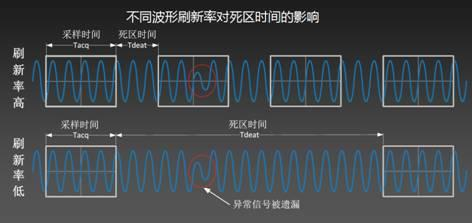 不同波形刷新率对死区时间的影响
采样时间 死区时间
Tacq Tdeat
刷新率高
采样时间 死区时间
Tacq Tdeat
刷新率低
异常信号被遗漏